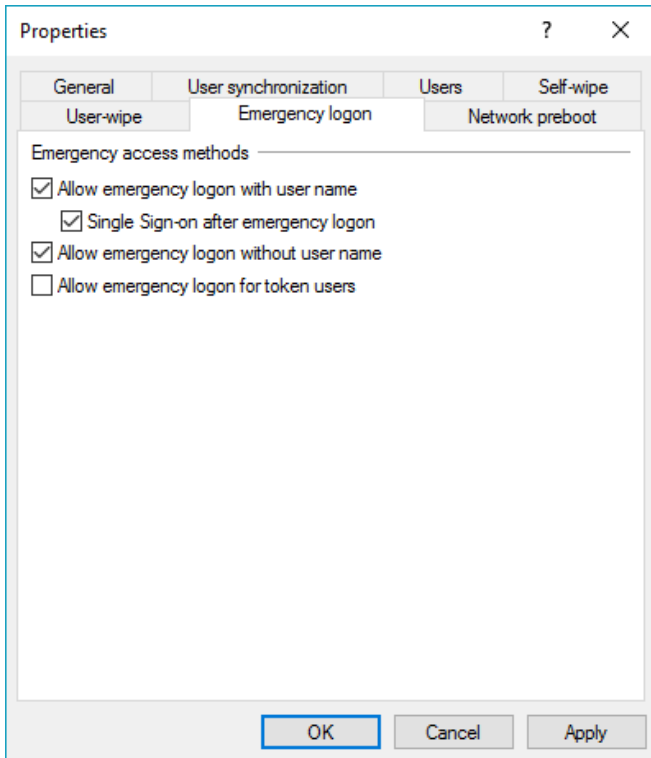 Properties ?
General User synchronization Users Self-wipe
User-wipe Emergency logon Network preboot
Emergency access methods
Allow emergency logon with user name
Single Sign-on after emergency logon
Allow emergency logon without user name
Allow emergency logon for token users
OK Cancel Apply